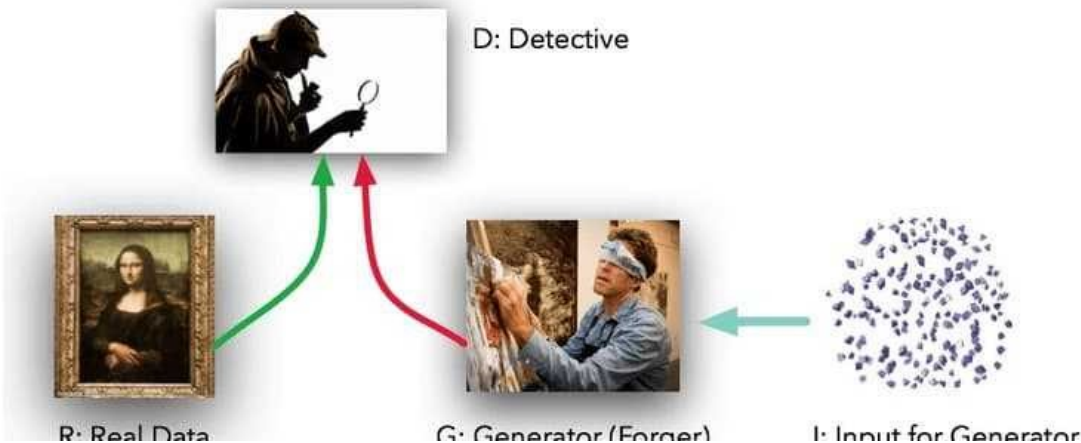 D: Detective
R: Real Data
G: Generator (Forger)
I: Input for Generator